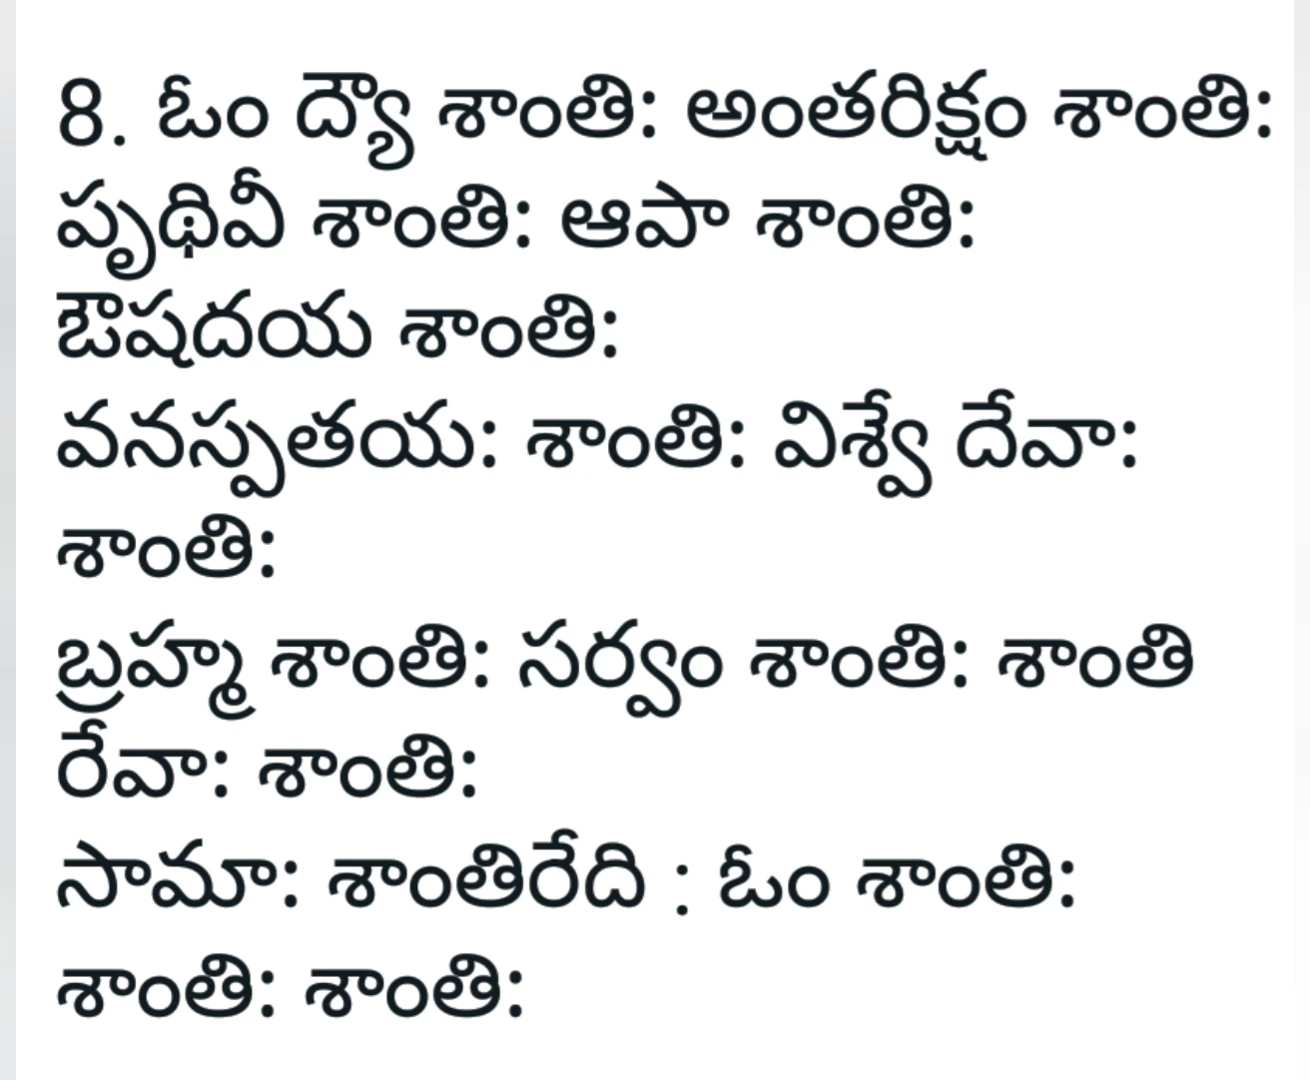 8. ఓం ద్యౌ శాంతి: అంతరిక్షం శాంతి:
పృథివీ శాంతి: ఆపా శాంతి:
ఔషదయ శాంతి:
వనస్పతయ: శాంతి: విశ్వే దేవా:
శాంతి:
బ్రహ్మ శాంతి: సర్వం శాంతి: శాంతి
రేవా: శాంతి:
సామా: శాంతిరేది : ఓం శాంతి:
శాంతి: శాంతి: